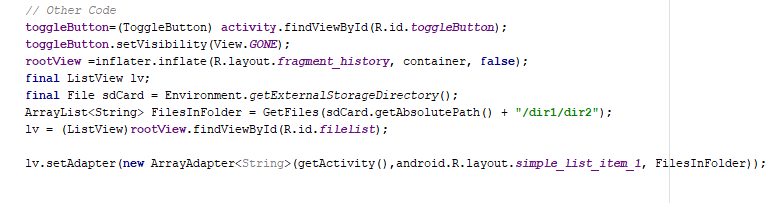 // Other Code
toggleButton=(ToggleButton) activity.findViewById(R.id.toggleButton);
toggleButton.setVisibility(View.GONE);
rootView =inflater.inflate(R.layout.fragment_history, container, false);
final ListView lv;
final File sdCard = Environment.getExternalStorageDirectory();
ArrayList<String> FilesInFolder = GetFiles(sdCard.getAbsolutePath() + "/dir1/dir2");
lv = (ListView)rootView.findViewById(R.id.filelist);
lv.setAdapter(new ArrayAdapter<String>(getActivity(),android.R.layout.simple_list_item_1, FilesInFolder));